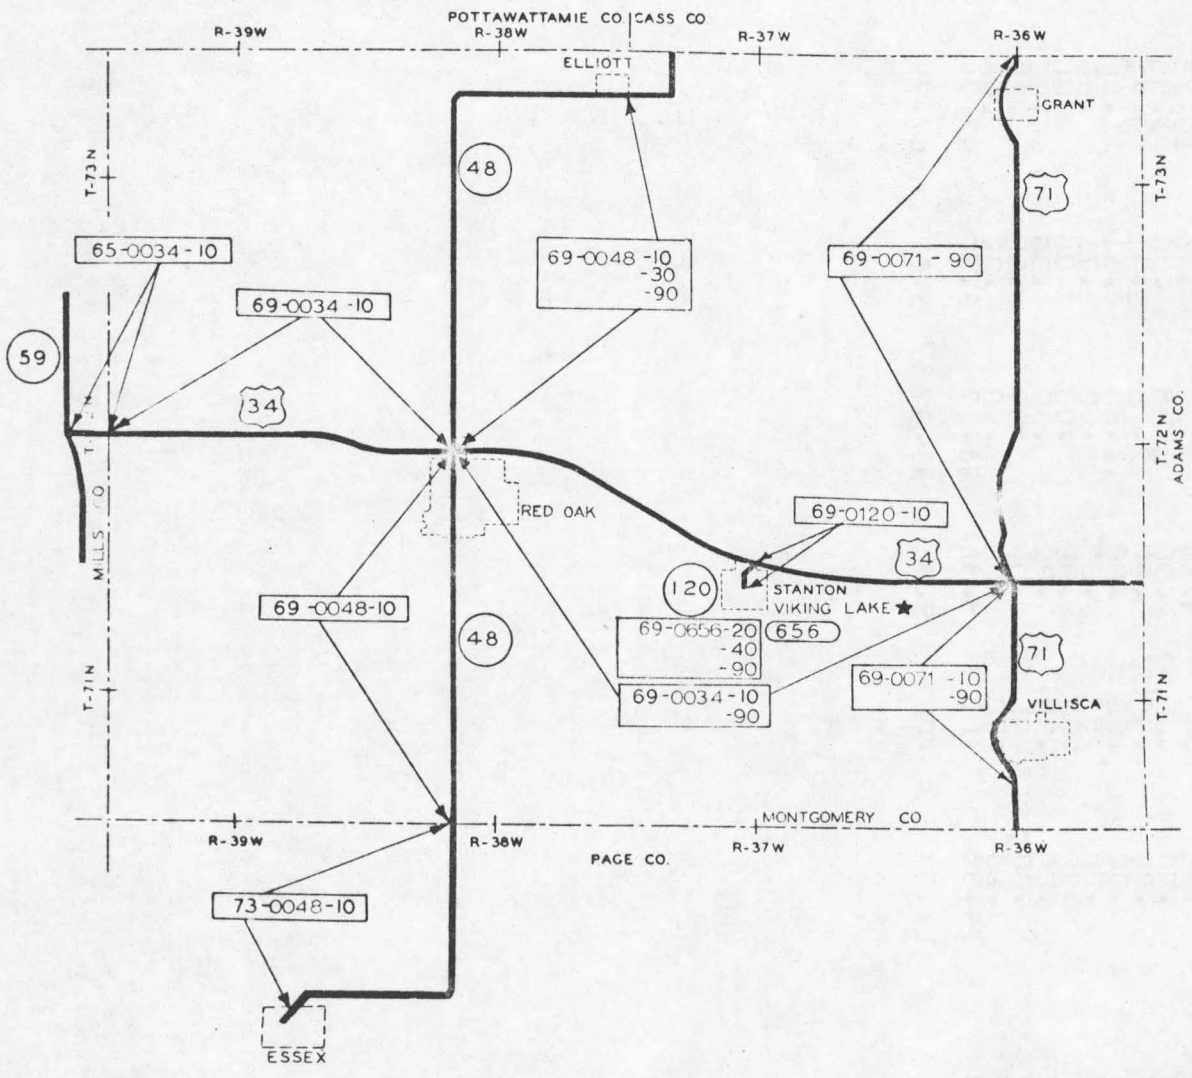 POTTAWATTAMIE CO. CASS CO
R-39W R-38W R-37W R-36W
ELLIOTT
GRANT
T-73N
48
T-73N
71
65-0034-10
69-0048-10
-30
-90
69-0071-90
69-0034-10
59
34
T-72N
ADAMS CO.
RED OAK
69-0120-10
MILLS CO
34
120
STANTON
VIKING LAKE ★
69-0048-10
48
69-0656-20
-40
-90
656
71
T-71N
69-0034-10
-90
69-0071-10
-90
T-71N
VILLISCA
MONTGOMERY CO
R-39W R-38W R-37W R-36W
PAGE CO.
73-0048-10
ESSEX